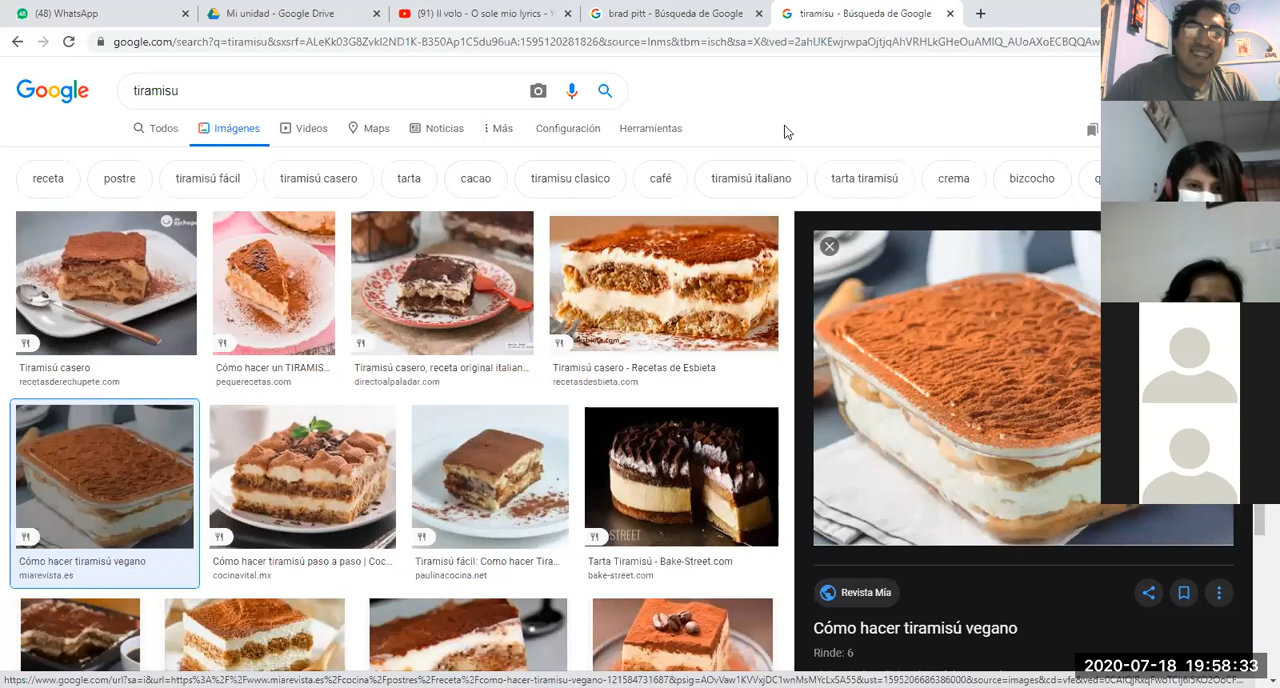 (48) WhatsApp
Mi unidad - Google Drive
(91) Il volo - O sole mio lyrics - Y
brad pitt - Búsqueda de Google
tiramisu - Búsqueda de Google
Google
tiramisu
Todos
Imágenes
Videos
Maps
Noticias
Más
Configuración
Herramientas
receta
postre
tiramisú fácil
tiramisú casero
tarta
cacao
tiramisu clasico
café
tiramisú italiano
tarta tiramisú
crema
bizcocho
Tiramisú casero
recetasderechupete.com
Cómo hacer un TIRAMIS...
pequerecetas.com
Tiramisú casero, receta original italian...
directoalpaladar.com
Tiramisú casero - Recetas de Esbieta
recetasdesbieta.com
Cómo hacer tiramisú vegano
miarevista.es
Cómo hacer tiramisú paso a paso | Coc...
cocinavital.mx
Tiramisú fácil: Como hacer Tira...
paulinacocina.net
STREET
Tarta Tiramisú - Bake-Street.com
bake-street.com
Revista Mía
Cómo hacer tiramisú vegano
Rinde: 6
2020-07-18 19:58:33